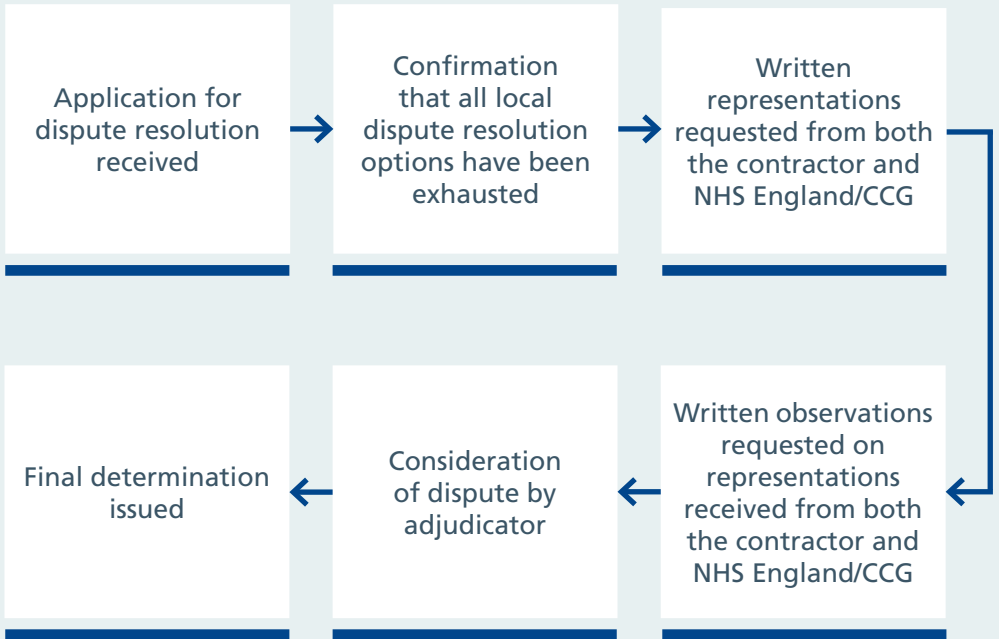 Application for
dispute resolution
received
Confirmation
that all local
dispute resolution
options have been
exhausted
Written
representations
requested from both
the contractor and
NHS England/CCG
Written observations
requested on
representations
received from both
the contractor and
NHS England/CCG
Consideration
of dispute by
adjudicator
Final determination
issued